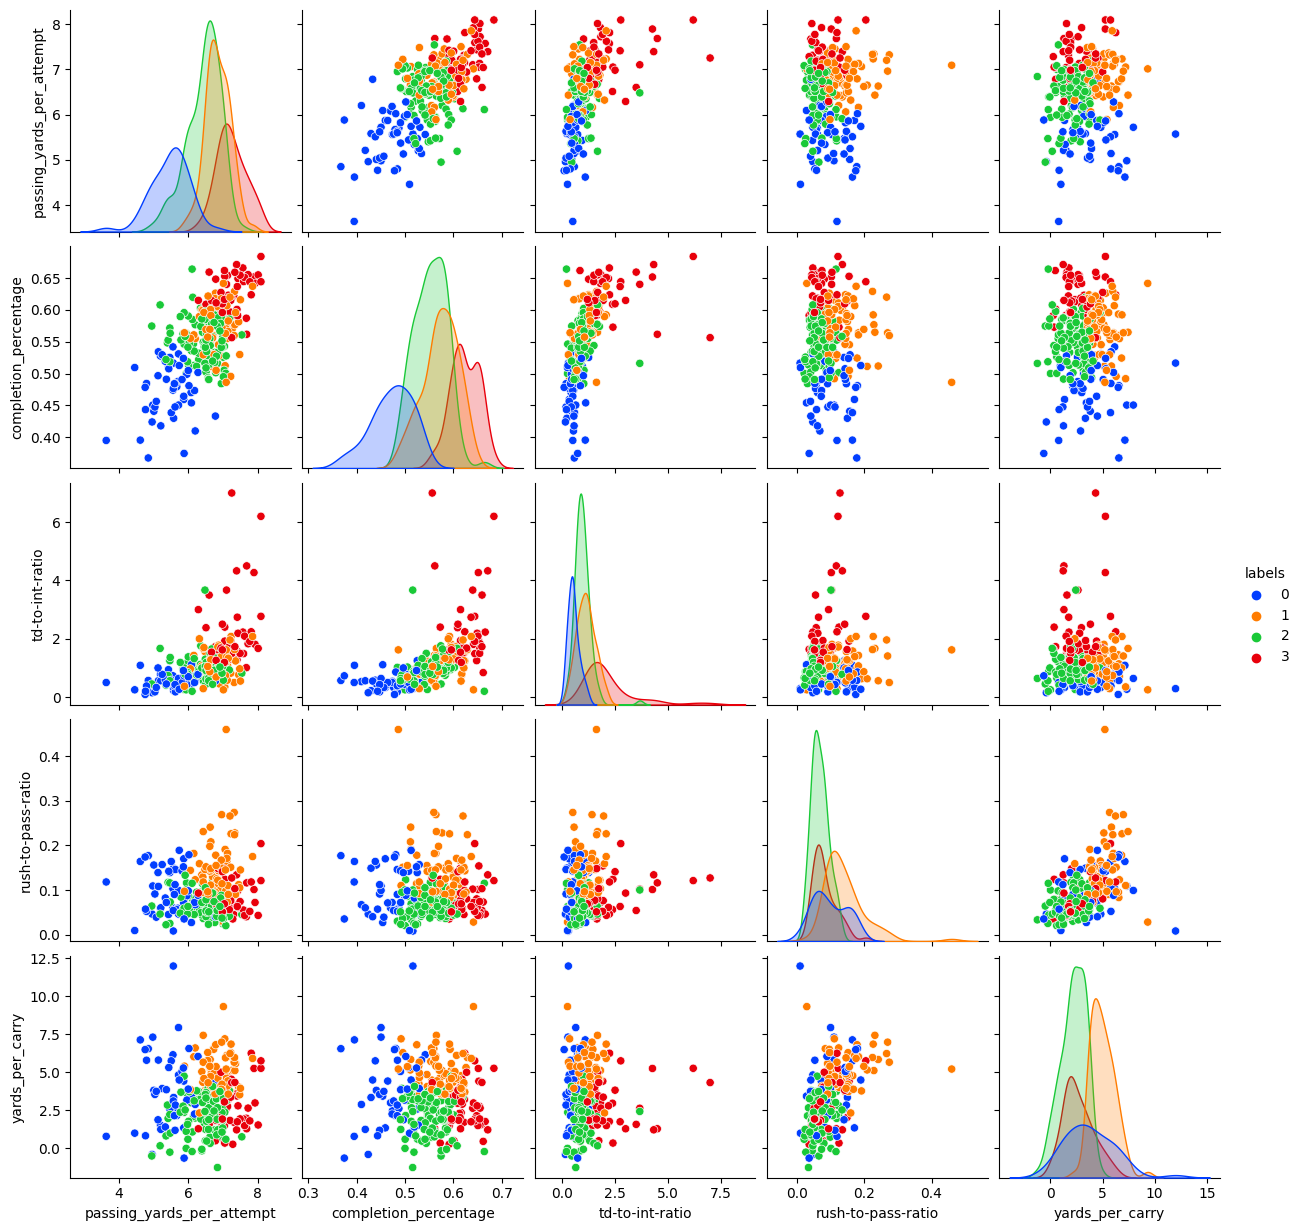 8
7
6
5
4
passing_yards_per_attempt
0.65
0.60
0.55
0.50
0.45
0.40
completion_percentage
6
4
2
0
td-to-int-ratio
0.4
0.3
0.2
0.1
0.0
rush-to-pass-ratio
12.5
10.0
7.5
5.0
2.5
0.0
yards_per_carry
4 6 8
passing_yards_per_attempt
0.3 0.4 0.5 0.6 0.7
completion_percentage
0.0 2.5 5.0 7.5
td-to-int-ratio
0.0 0.2 0.4
rush-to-pass-ratio
0 5 10 15
yards_per_carry
labels
0
1
2
3